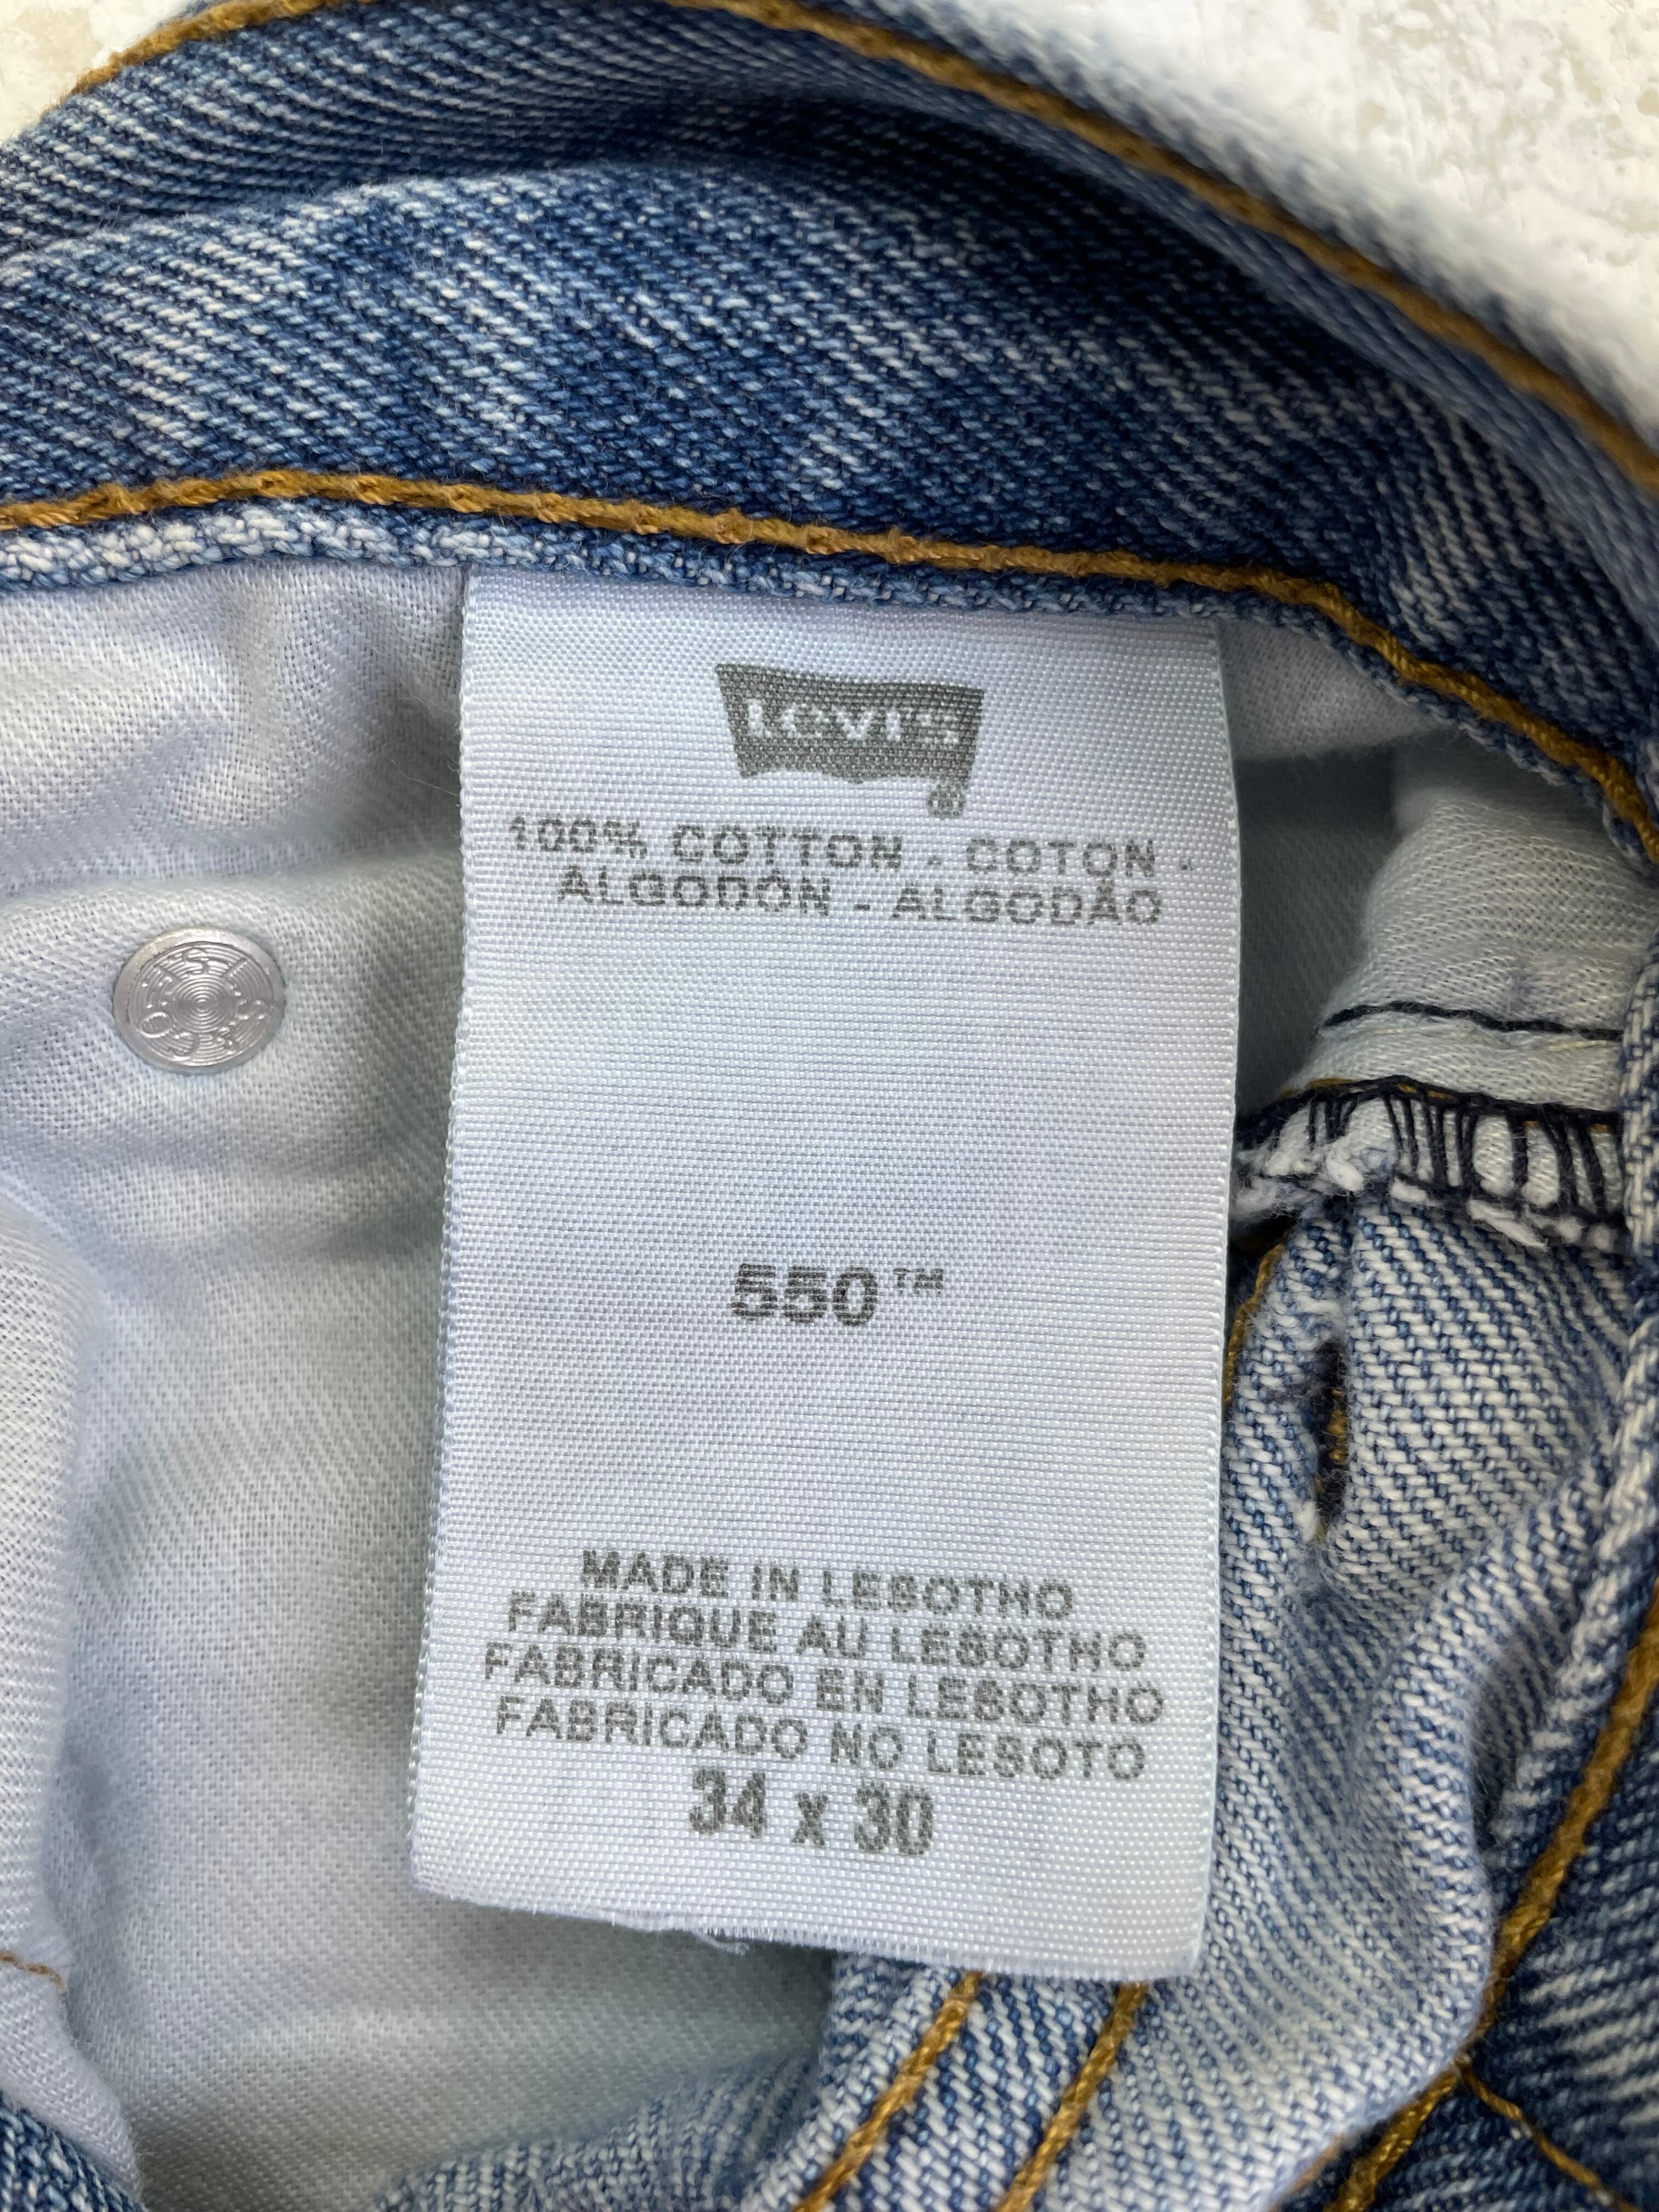 LEVI'S
®
100% COTTON - COTON -
ALGODÓN - ALGODÃO
550™
MADE IN LESOTHO
FABRIQUE AU LESOTHO
FABRICADO EN LESOTHO
FABRICADO NO LESOTO
34 x 30